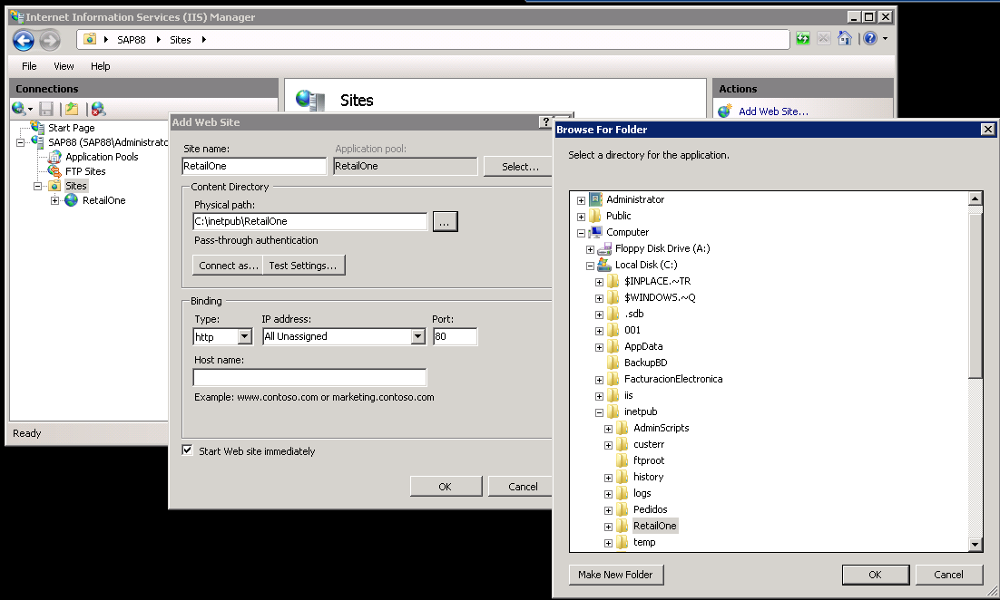 Internet Information Services (IIS) Manager
SAP88 Sites
File View Help
Connections
Start Page
SAP88 (SAP88\Administrato
Application Pools
FTP Sites
Sites
RetailOne
Ready
Sites
Actions
Add Web Site...
Add Web Site
?
Site name:
Application pool:
RetailOne
RetailOne
Select...
Content Directory
Physical path:
C:\inetpub\RetailOne
...
Pass-through authentication
Connect as...
Test Settings...
Binding
Type:
IP address:
Port:
http
All Unassigned
80
Host name:
Example: www.contoso.com or marketing.contoso.com
Start Web site immediately
OK
Cancel
Browse For Folder
Select a directory for the application.
Administrator
Public
Computer
Floppy Disk Drive (A:)
Local Disk (C:)
$INPLACE.~TR
$WINDOWS.~Q
.sdb
001
AppData
BackupBD
FacturacionElectronica
iis
inetpub
AdminScripts
custerr
ftproot
history
logs
Pedidos
RetailOne
temp
Make New Folder
OK
Cancel